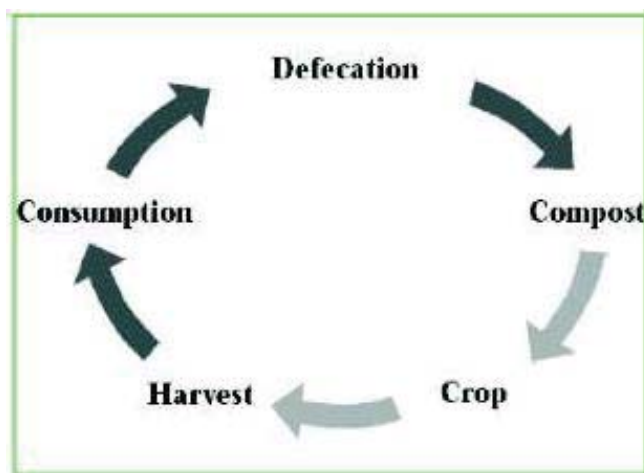 Defecation
Compost
Crop
Harvest
Consumption